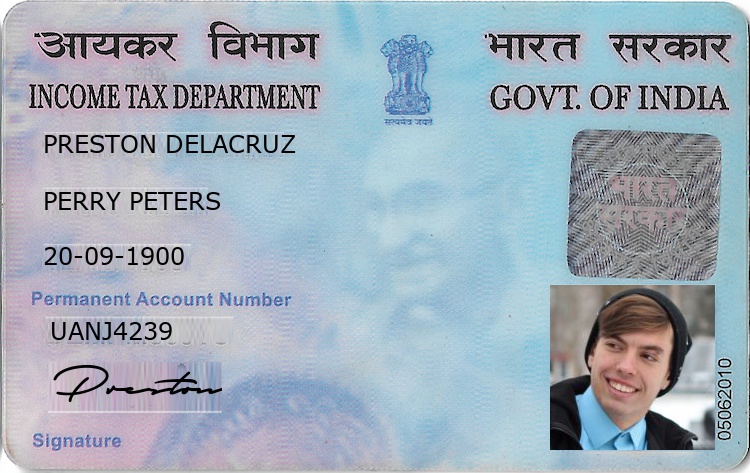 आयकर विभाग
भारत सरकार
INCOME TAX DEPARTMENT
GOVT. OF INDIA
सत्यमेव जयते
PRESTON DELACRUZ
भारत सरकार
PERRY PETERS
20-09-1900
Permanent Account Number
UANJ4239
Preston
Signature
05062010